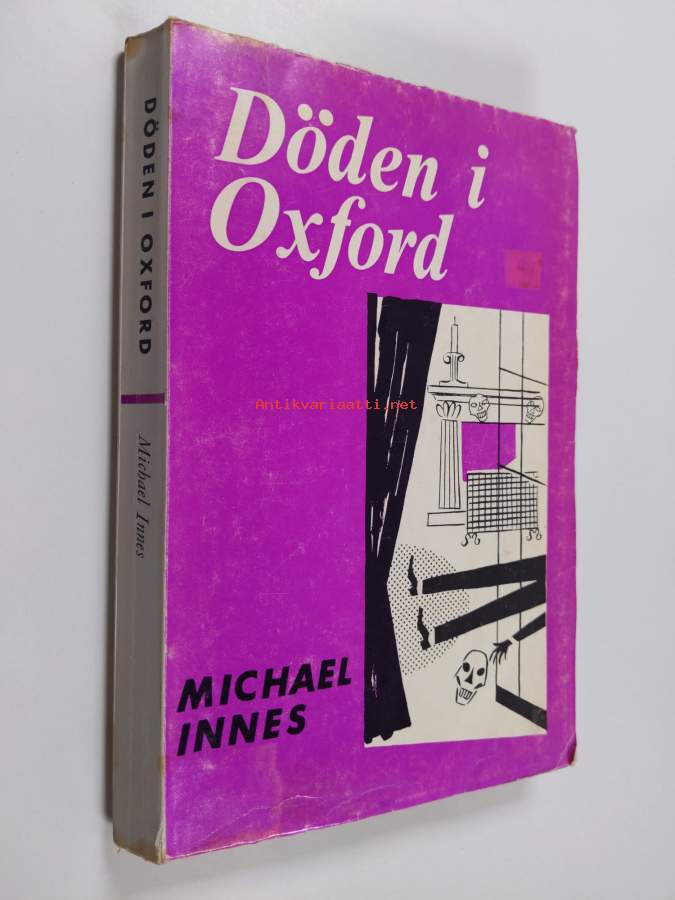 DÖDEN I OXFORD
Michael Innes
Döden i
Oxford
Antikvariaatti.net
MICHAEL
INNES